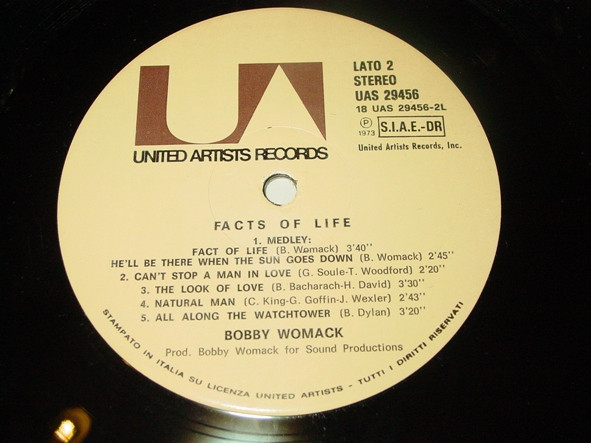 UA
UNITED ARTISTS RECORDS
LATO 2
STEREO
UAS 29456
18 UAS 29456-2L
Ⓟ 1973 S.I.A.E.-DR
United Artists Records, Inc.
FACTS OF LIFE
1. MEDLEY:
FACT OF LIFE (B. Womack) 3'40''
HE'LL BE THERE WHEN THE SUN GOES DOWN (B. Womack) 2'45''
2. CAN'T STOP A MAN IN LOVE (G. Soule-T. Woodford) 2'20''
3. THE LOOK OF LOVE (B. Bacharach-H. David) 3'30''
4. NATURAL MAN (C. King-G. Goffin-J. Wexler) 2'43''
5. ALL ALONG THE WATCHTOWER (B. Dylan) 3'20''
BOBBY WOMACK
Prod. Bobby Womack for Sound Productions
STAMPATO IN ITALIA SU LICENZA UNITED ARTISTS - TUTTI I DIRITTI RISERVATI